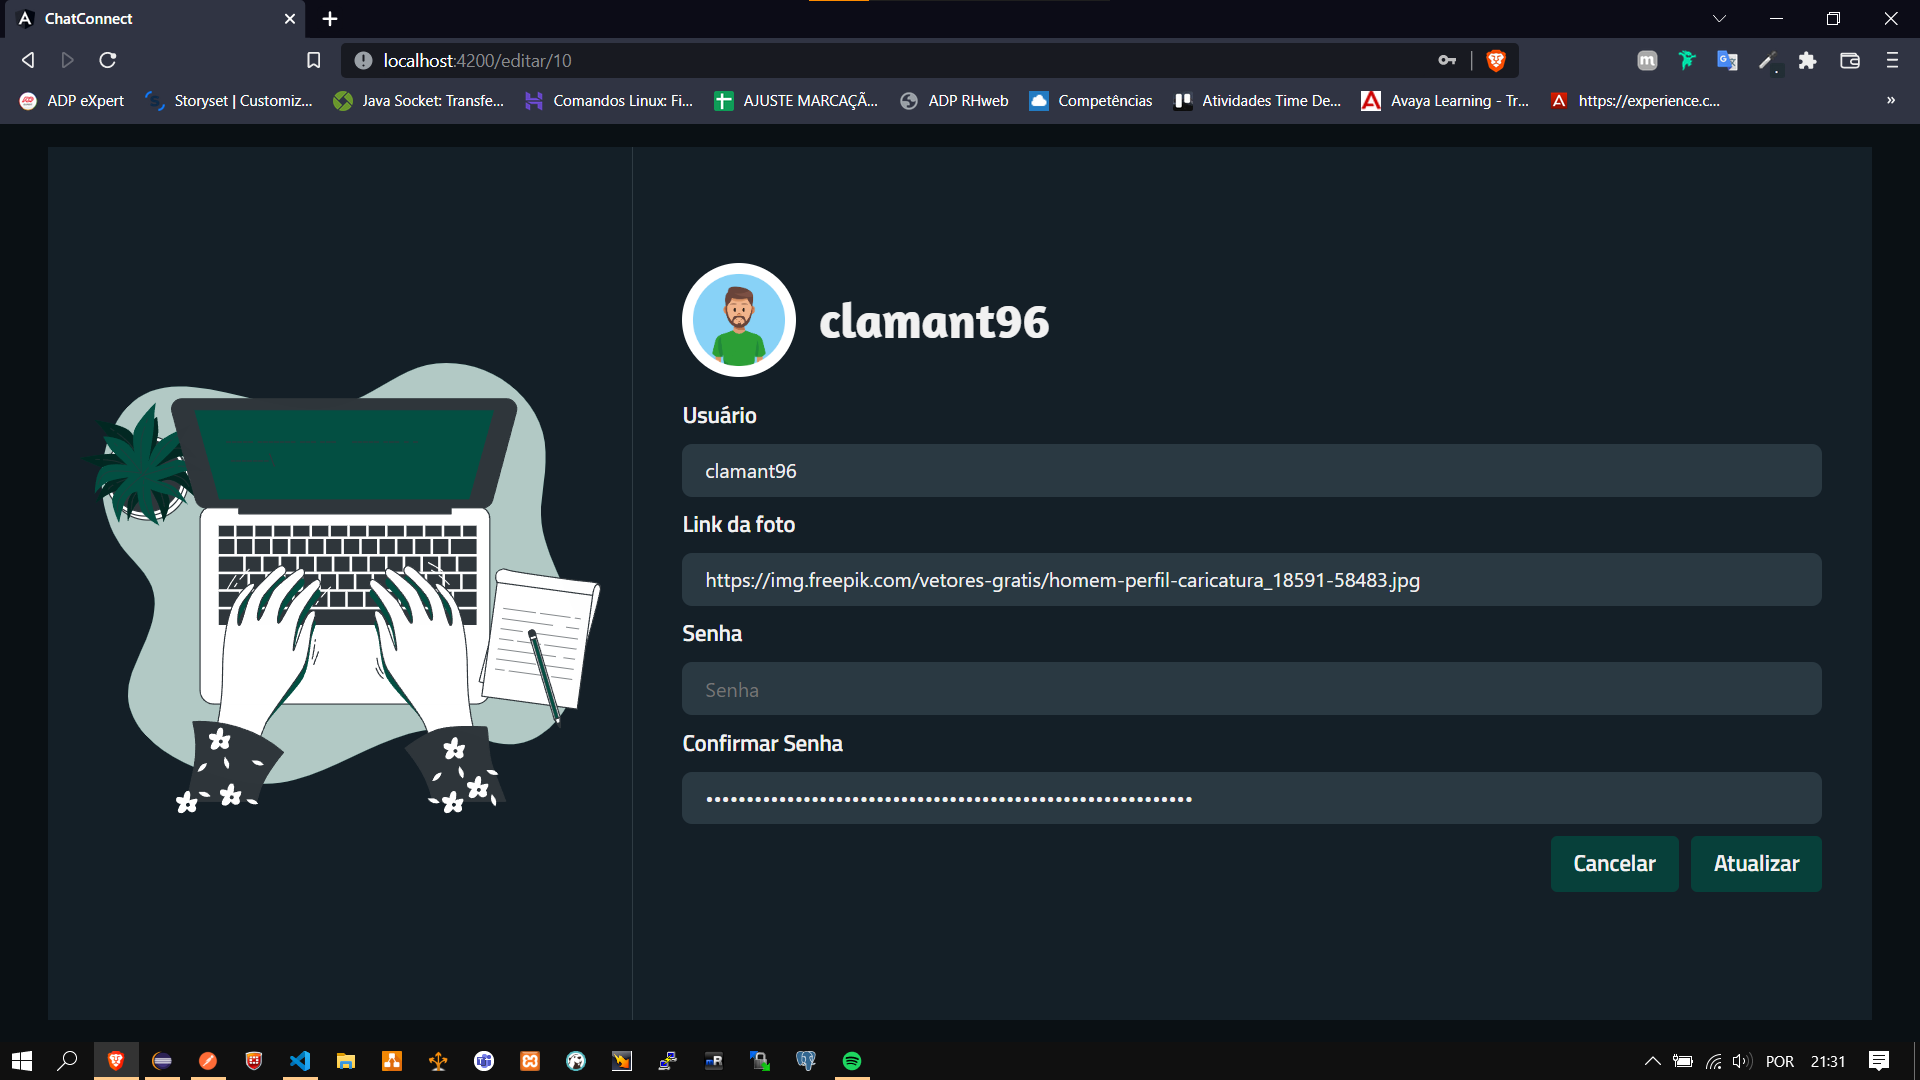 ChatConnect
localhost:4200/editar/10
ADP eXpert
Storyset | Customiz...
Java Socket: Transfe...
Comandos Linux: Fi...
AJUSTE MARCAÇÃ...
ADP RHweb
Competências
Atividades Time De...
Avaya Learning - Tr...
https://experience.c...
»
clamant96
Usuário
clamant96
Link da foto
https://img.freepik.com/vetores-gratis/homem-perfil-caricatura_18591-58483.jpg
Senha
Senha
Confirmar Senha
••••••••••••••••••••••••••••••••••••••••••••••••••••••••••••
Cancelar
Atualizar
POR
21:31